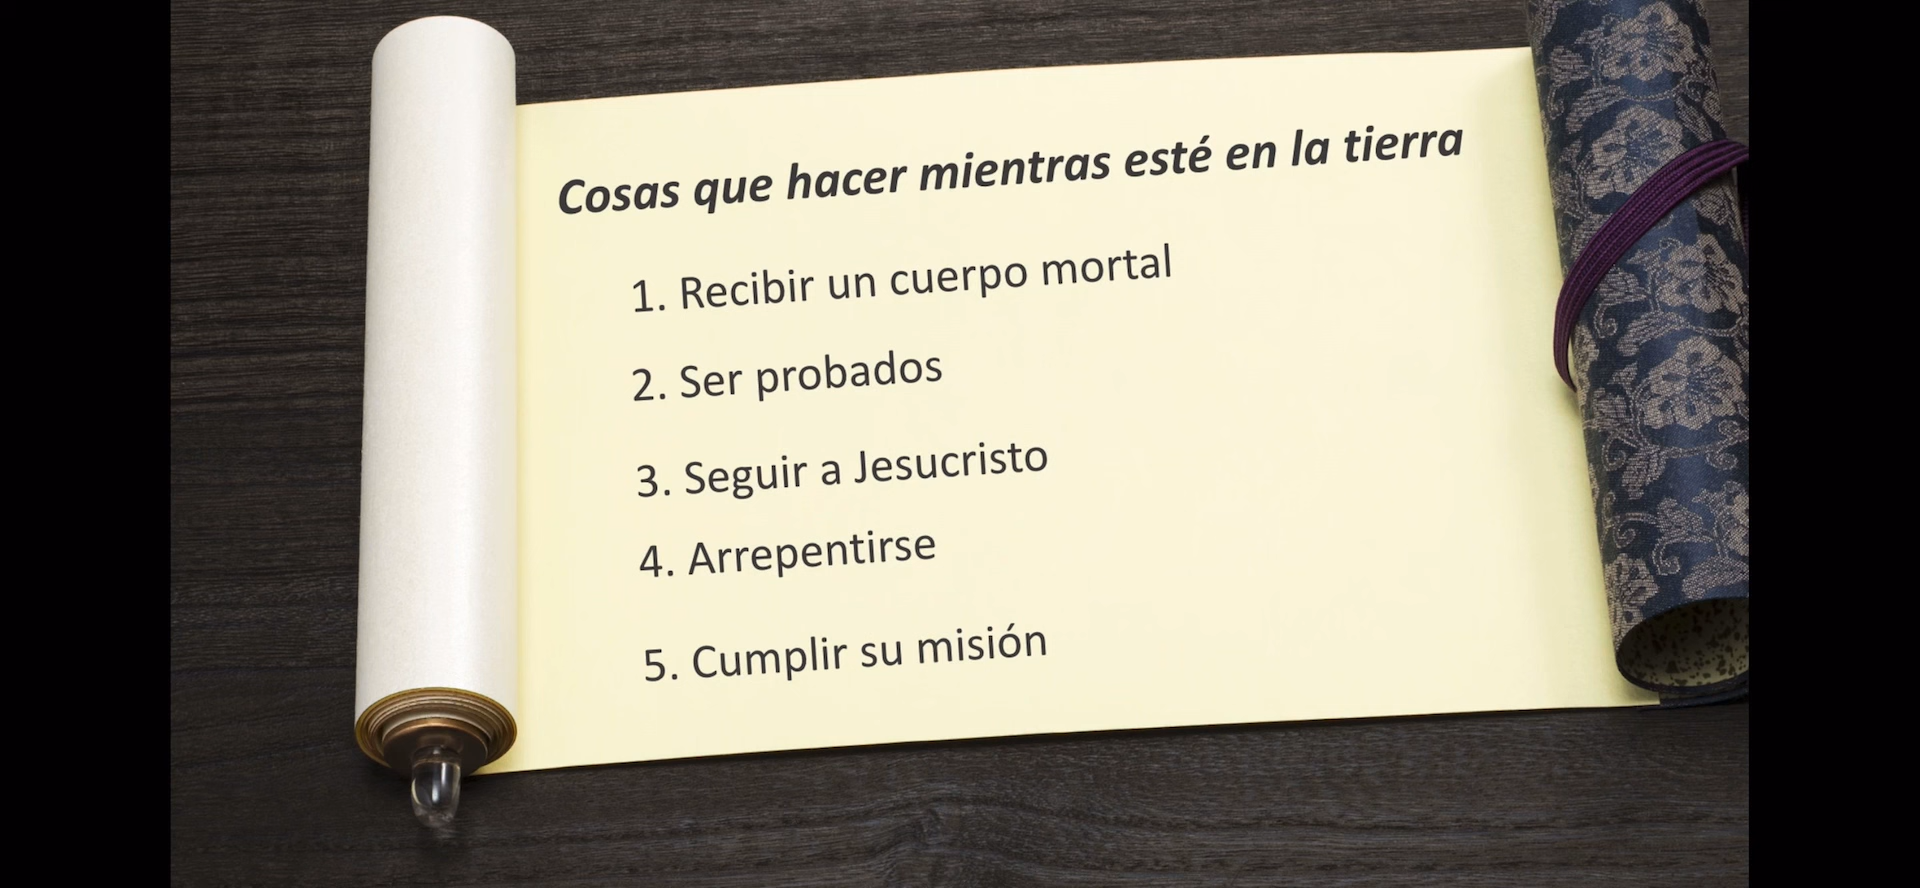 Cosas que hacer mientras esté en la tierra
1. Recibir un cuerpo mortal
2. Ser probados
3. Seguir a Jesucristo
4. Arrepentirse
5. Cumplir su misión